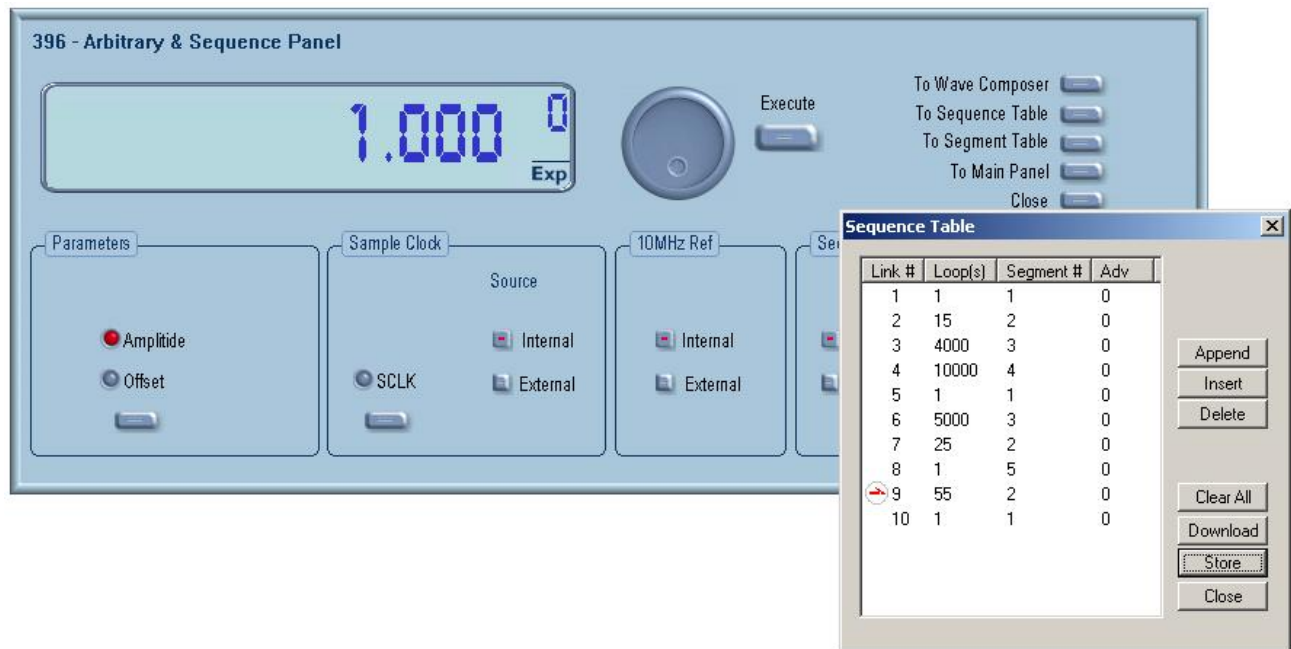 396 - Arbitrary & Sequence Panel
1.000 0
Exp
Execute
To Wave Composer
To Sequence Table
To Segment Table
To Main Panel
Close
Parameters
Amplitide
Offset
Sample Clock
Source
SCLK
Internal
External
10MHz Ref
Internal
External
Sequence Table
Link # Loop(s) Segment # Adv
1 1 1 0
2 15 2 0
3 4000 3 0
4 10000 4 0
5 1 1 0
6 5000 3 0
7 25 2 0
8 1 5 0
9 55 2 0
10 1 1 0
Append
Insert
Delete
Clear All
Download
Store
Close